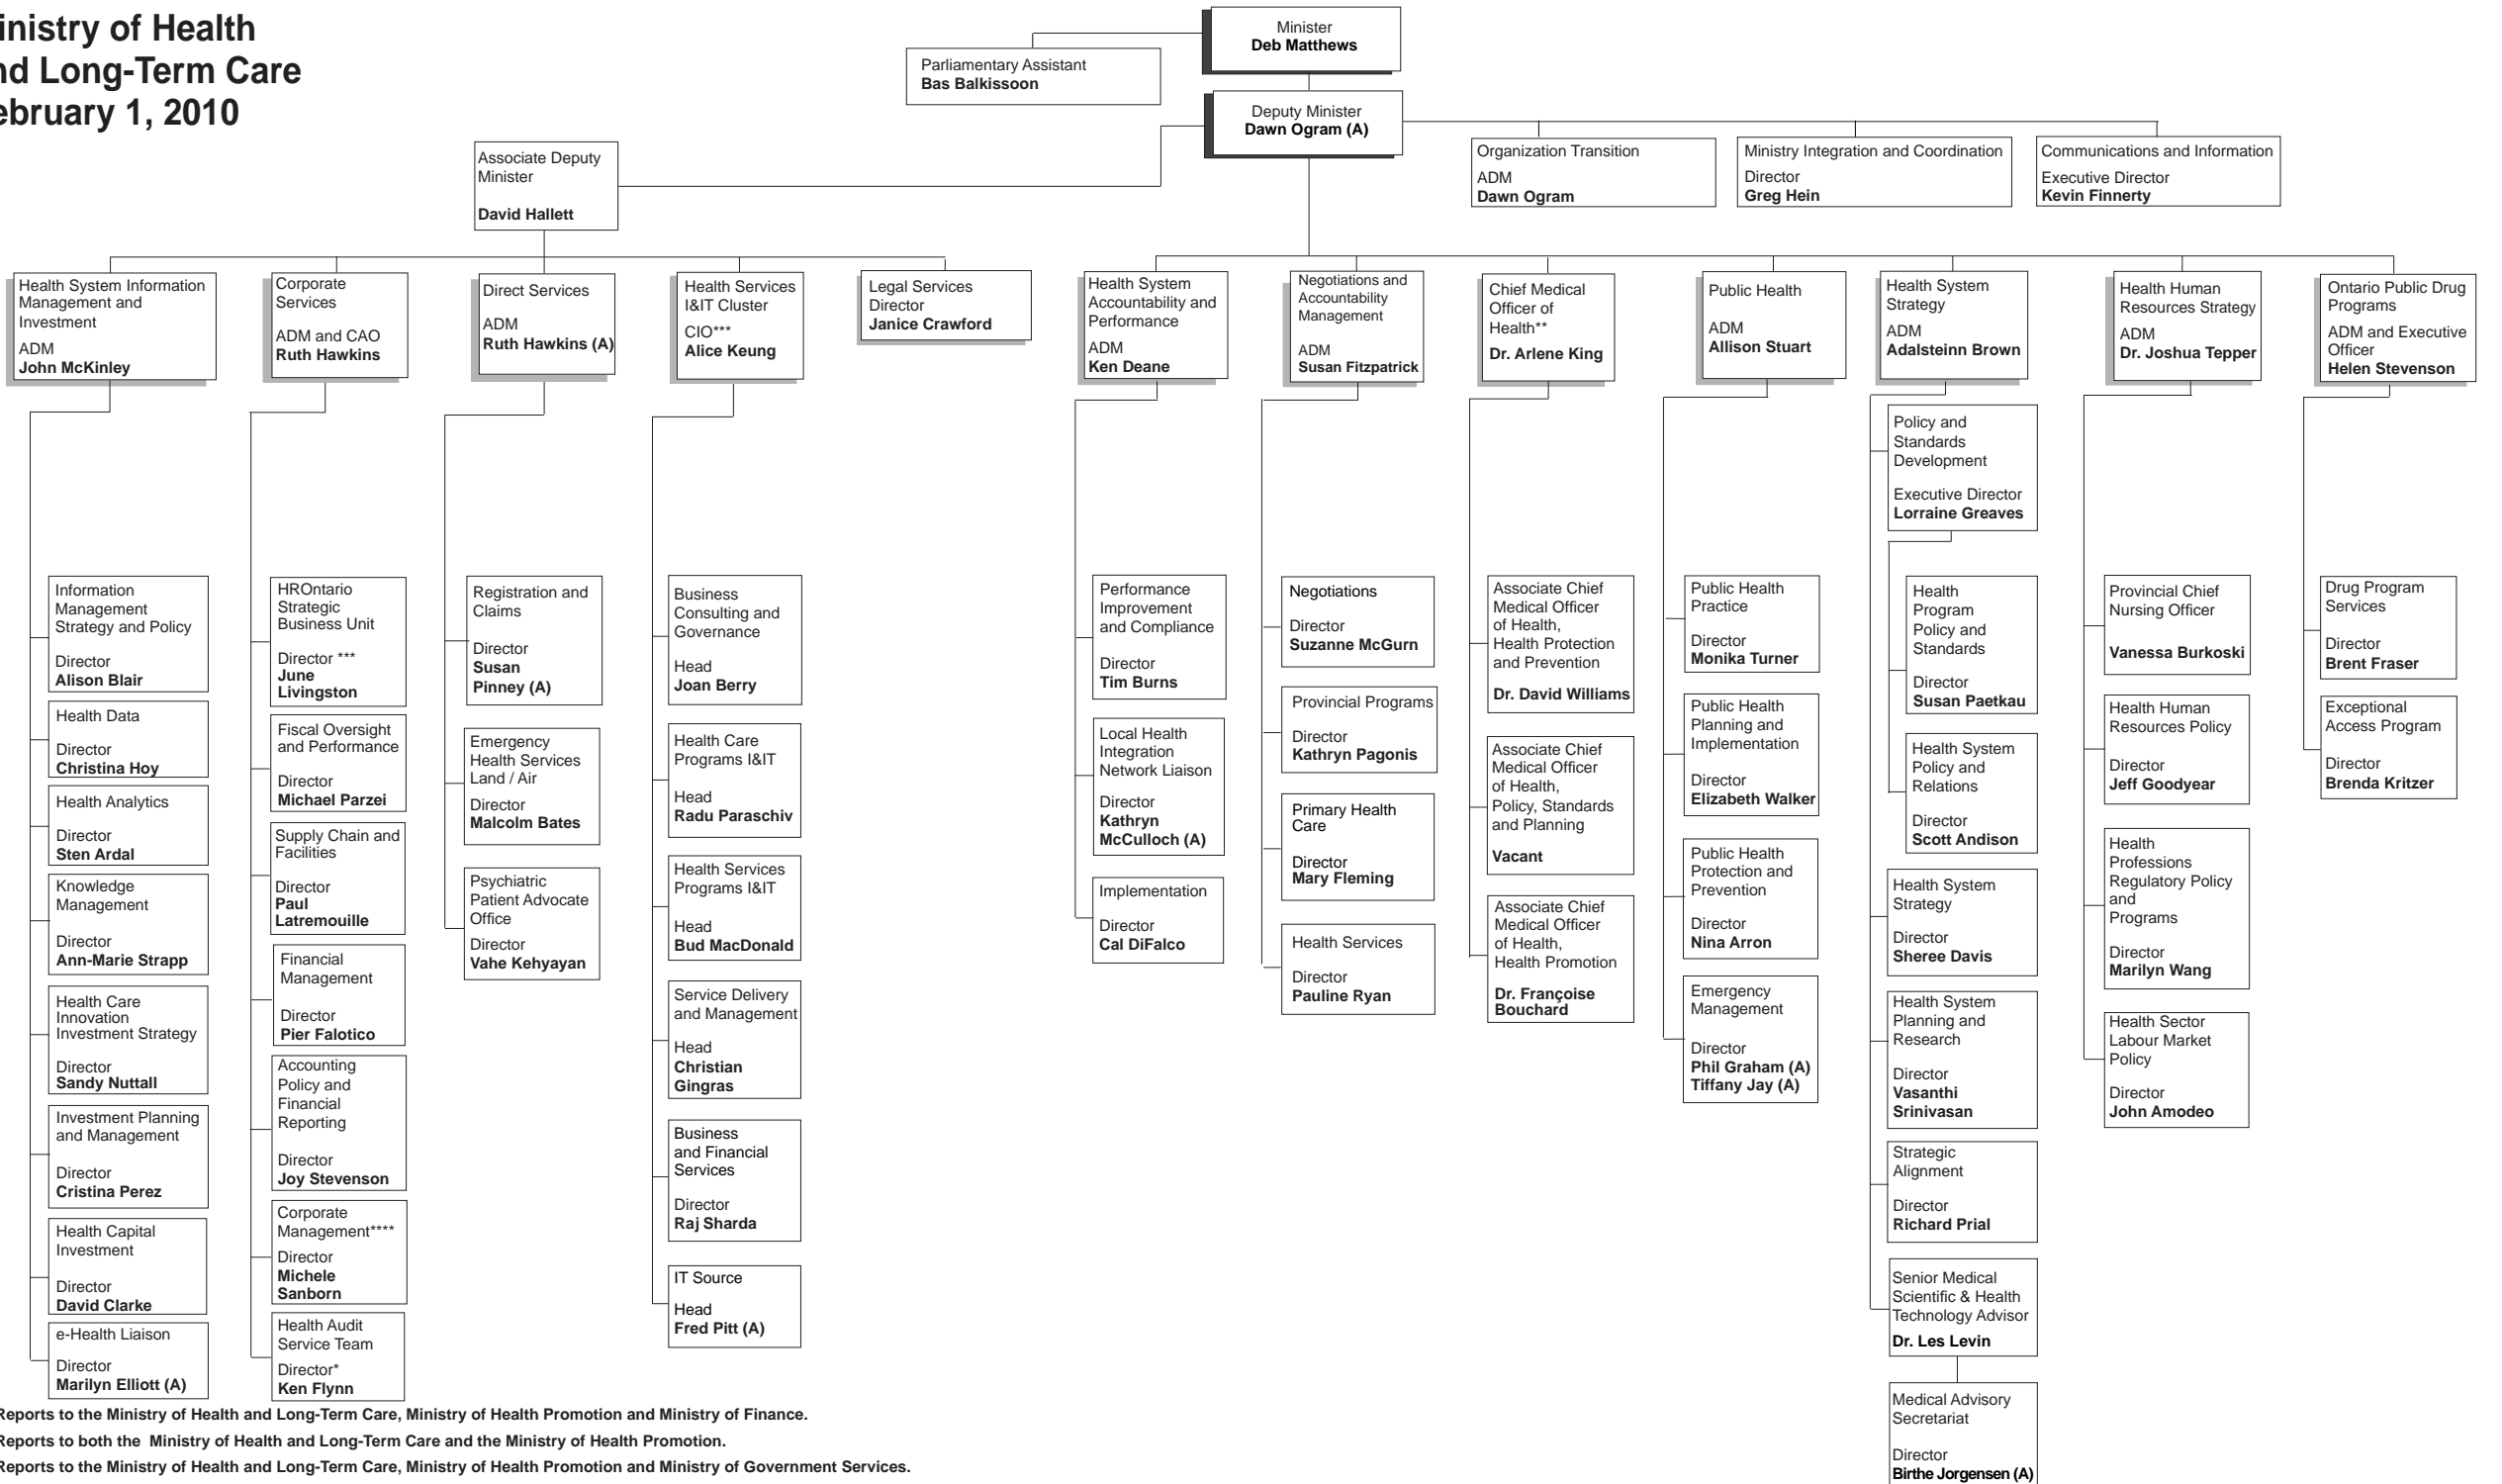 inistry of Health
nd Long-Term Care
ebruary 1, 2010
Minister
Deb Matthews
Parliamentary Assistant
Bas Balkissoon
Deputy Minister
Dawn Ogram (A)
Organization Transition
ADM
Dawn Ogram
Ministry Integration and Coordination
Director
Greg Hein
Communications and Information
Executive Director
Kevin Finnerty
Associate Deputy
Minister
David Hallett
Health System Information
Management and
Investment
ADM
John McKinley
Corporate
Services
ADM and CAO
Ruth Hawkins
Direct Services
ADM
Ruth Hawkins (A)
Health Services
I&IT Cluster
CIO***
Alice Keung
Legal Services
Director
Janice Crawford
Health System
Accountability and
Performance
ADM
Ken Deane
Negotiations and
Accountability
Management
ADM
Susan Fitzpatrick
Chief Medical
Officer of
Health**
Dr. Arlene King
Public Health
ADM
Allison Stuart
Health System
Strategy
ADM
Adalsteinn Brown
Health Human
Resources Strategy
ADM
Dr. Joshua Tepper
Ontario Public Drug
Programs
ADM and Executive
Officer
Helen Stevenson
Information
Management
Strategy and Policy
Director
Alison Blair
Health Data
Director
Christina Hoy
Health Analytics
Director
Sten Ardal
Knowledge
Management
Director
Ann-Marie Strapp
Health Care
Innovation
Investment Strategy
Director
Sandy Nuttall
Investment Planning
and Management
Director
Cristina Perez
Health Capital
Investment
Director
David Clarke
e-Health Liaison
Director
Marilyn Elliott (A)
HROntario
Strategic
Business Unit
Director ***
June
Livingston
Fiscal Oversight
and Performance
Director
Michael Parzei
Supply Chain and
Facilities
Director
Paul
Latremouille
Financial
Management
Director
Pier Falotico
Accounting
Policy and
Financial
Reporting
Director
Joy Stevenson
Corporate
Management****
Director
Michele
Sanborn
Health Audit
Service Team
Director*
Ken Flynn
Registration and
Claims
Director
Susan
Pinney (A)
Emergency
Health Services
Land / Air
Director
Malcolm Bates
Psychiatric
Patient Advocate
Office
Director
Vahe Kehyayan
Business
Consulting and
Governance
Head
Joan Berry
Health Care
Programs I&IT
Head
Radu Paraschiv
Health Services
Programs I&IT
Head
Bud MacDonald
Service Delivery
and Management
Head
Christian
Gingras
Business
and Financial
Services
Director
Raj Sharda
IT Source
Head
Fred Pitt (A)
Performance
Improvement
and Compliance
Director
Tim Burns
Local Health
Integration
Network Liaison
Director
Kathryn
McCulloch (A)
Implementation
Director
Cal DiFalco
Negotiations
Director
Suzanne McGurn
Provincial Programs
Director
Kathryn Pagonis
Primary Health
Care
Director
Mary Fleming
Health Services
Director
Pauline Ryan
Associate Chief
Medical Officer
of Health,
Health Protection
and Prevention
Dr. David Williams
Associate Chief
Medical Officer
of Health,
Policy, Standards
and Planning
Vacant
Associate Chief
Medical Officer
of Health,
Health Promotion
Dr. Françoise
Bouchard
Public Health
Practice
Director
Monika Turner
Public Health
Planning and
Implementation
Director
Elizabeth Walker
Public Health
Protection and
Prevention
Director
Nina Arron
Emergency
Management
Director
Phil Graham (A)
Tiffany Jay (A)
Policy and
Standards
Development
Executive Director
Lorraine Greaves
Health
Program
Policy and
Standards
Director
Susan Paetkau
Health System
Policy and
Relations
Director
Scott Andison
Health System
Strategy
Director
Sheree Davis
Health System
Planning and
Research
Director
Vasanthi
Srinivasan
Strategic
Alignment
Director
Richard Prial
Senior Medical
Scientific & Health
Technology Advisor
Dr. Les Levin
Medical Advisory
Secretariat
Director
Birthe Jorgensen (A)
Provincial Chief
Nursing Officer
Vanessa Burkoski
Health Human
Resources Policy
Director
Jeff Goodyear
Health
Professions
Regulatory Policy
and
Programs
Director
Marilyn Wang
Health Sector
Labour Market
Policy
Director
John Amodeo
Drug Program
Services
Director
Brent Fraser
Exceptional
Access Program
Director
Brenda Kritzer
Reports to the Ministry of Health and Long-Term Care, Ministry of Health Promotion and Ministry of Finance.
Reports to both the Ministry of Health and Long-Term Care and the Ministry of Health Promotion.
Reports to the Ministry of Health and Long-Term Care, Ministry of Health Promotion and Ministry of Government Services.